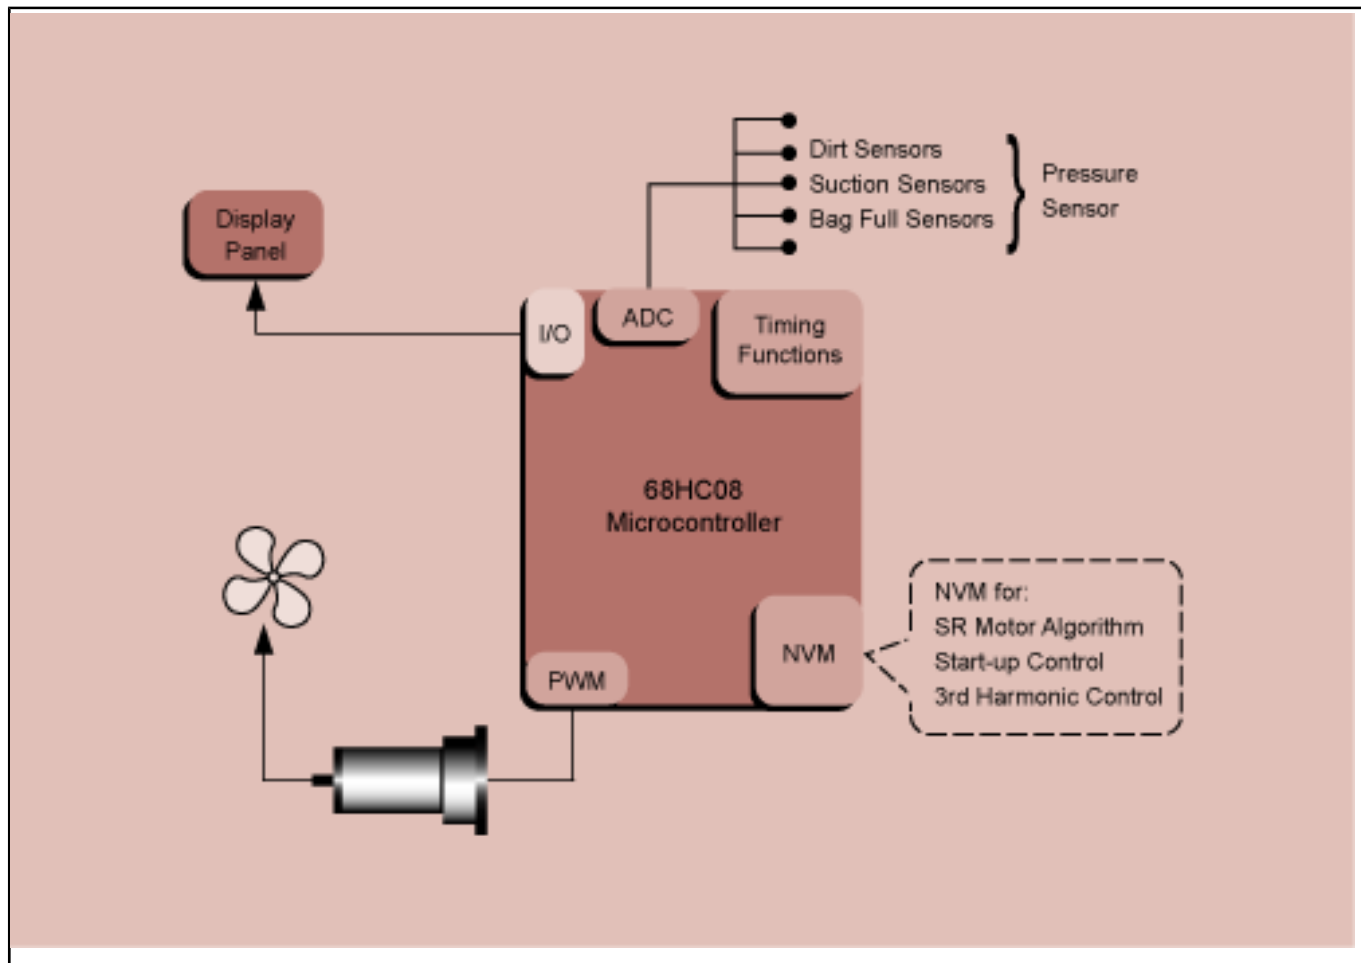 Dirt Sensors
Suction Sensors
Bag Full Sensors
Pressure
Sensor
Display
Panel
I/O
ADC
Timing
Functions
68HC08
Microcontroller
NVM
PWM
NVM for:
SR Motor Algorithm
Start-up Control
3rd Harmonic Control